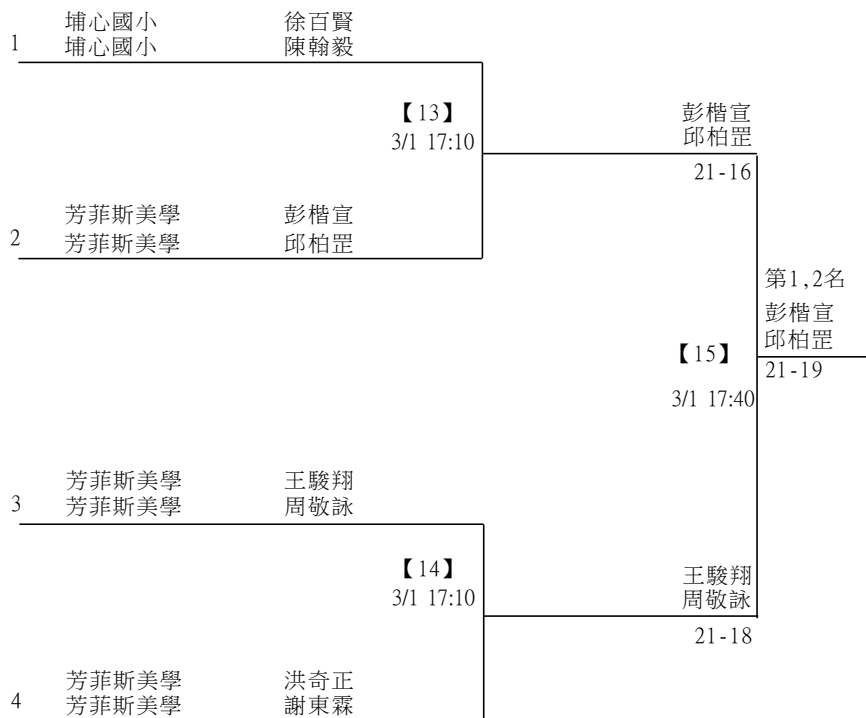 1 埔心國小 徐百賢
埔心國小 陳翰毅
【13】
3/1 17:10
彭楷宣
邱柏罡
21-16
2 芳菲斯美學 彭楷宣
芳菲斯美學 邱柏罡
第1,2名
彭楷宣
邱柏罡
【15】
21-19
3/1 17:40
3 芳菲斯美學 王駿翔
芳菲斯美學 周敬詠
【14】
3/1 17:10
王駿翔
周敬詠
21-18
4 芳菲斯美學 洪奇正
芳菲斯美學 謝東霖